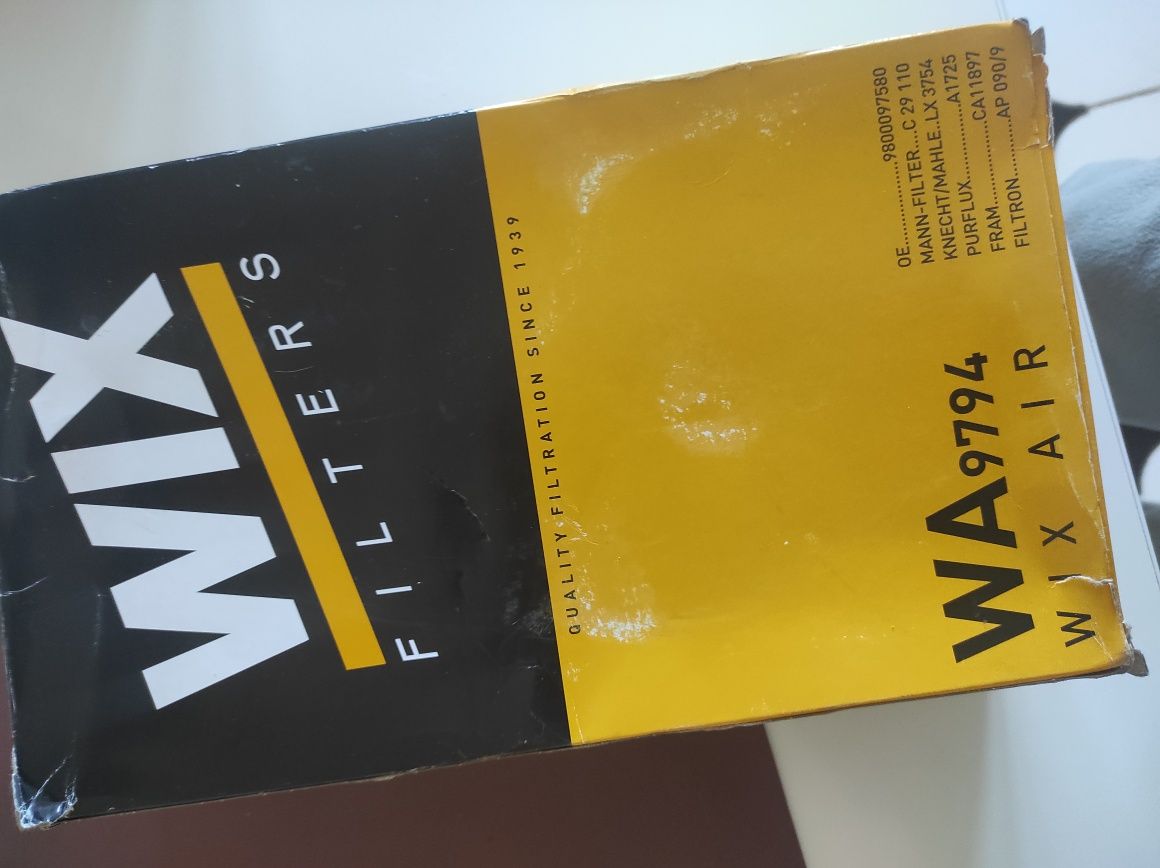 WIX
FILTERS
QUALITY FILTRATION SINCE 1939
OE..................9800097580
MANN-FILTER....C 29 110
KNECHT/MAHLE..LX 3754
PURFLUX...............A1725
FRAM................CA11897
FILTRON...........AP 090/9
WA9794
WIX AIR